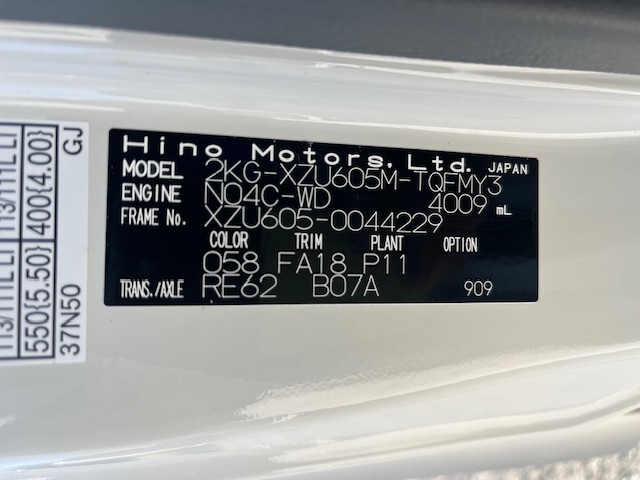 Hino Motors, Ltd. JAPAN
MODEL 2KG-XZU605M-TQFMY3
ENGINE N04C-WD 4009 mL
FRAME No. XZU605-0044229
COLOR TRIM PLANT OPTION
058 FA18 P11
TRANS./AXLE RE62 B07A 909
550(5.50) 400(4.00)
37N50 GJ